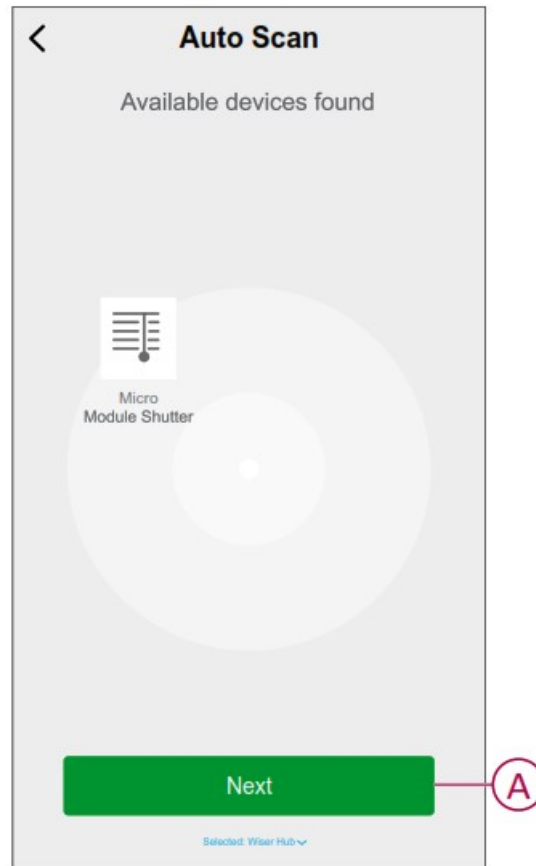 Auto Scan
Available devices found
Micro
Module Shutter
Next
A
Selected: Wiser Hub